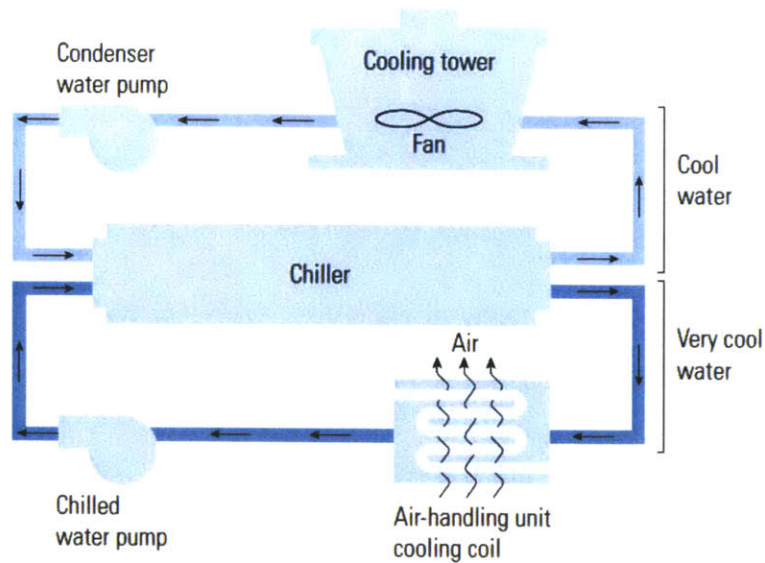 Condenser
water pump
Cooling tower
Fan
Cool
water
Chiller
Air
Very cool
water
Chilled
water pump
Air-handling unit
cooling coil